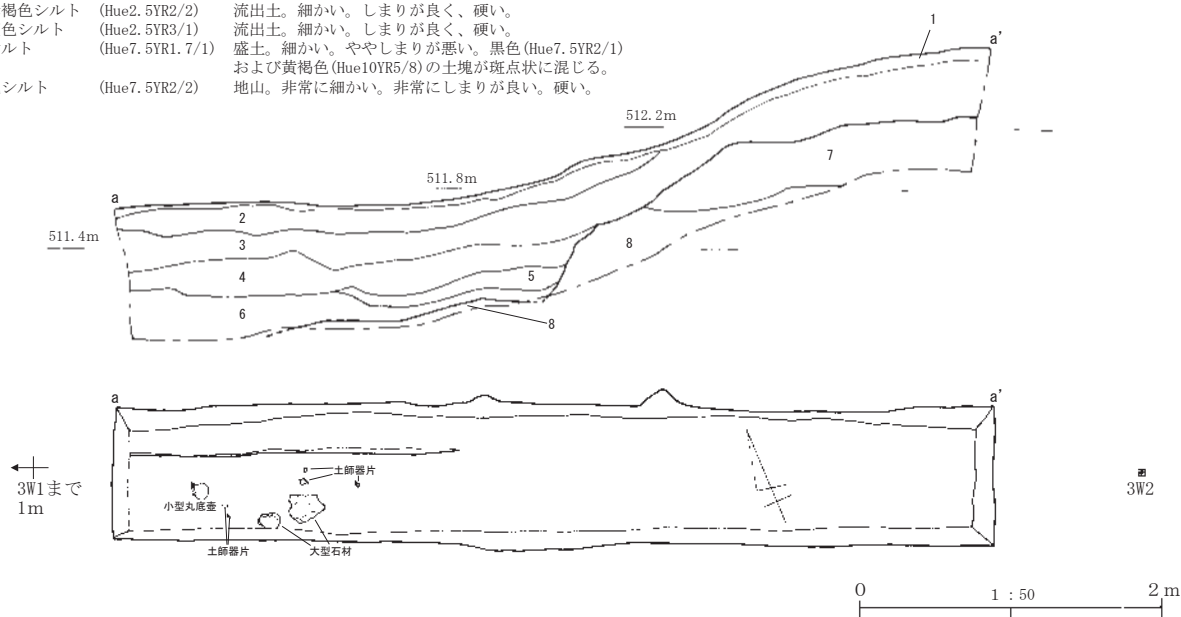 褐色シルト (Hue2.5YR2/2) 流出土。細かい。しまりが良く、硬い。
色シルト (Hue2.5YR3/1) 流出土。細かい。しまりが良く、硬い。
ルト (Hue7.5YR1.7/1) 盛土。細かい。ややしまりが悪い。黒色(Hue7.5YR2/1)
および黄褐色(Hue10YR5/8)の土塊が斑点状に混じる。
シルト (Hue7.5YR2/2) 地山。非常に細かい。非常にしまりが良い。硬い。
1
a'
512.2m
7
511.8m
a
2
511.4m
3
8
4
5
6
8
a
a'
土師器片
3W1まで
1m
小型丸底壺
3W2
土師器片
大型石材
0
1:50
2m